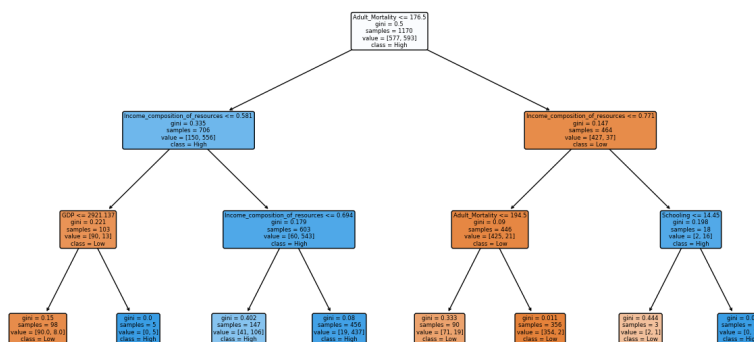 Adult_Mortality <= 176.5
gini = 0.5
samples = 1170
value = [577, 593]
class = High
Income_composition_of_resources <= 0.581
gini = 0.335
samples = 706
value = [150, 556]
class = High
Income_composition_of_resources <= 0.771
gini = 0.147
samples = 464
value = [427, 37]
class = Low
GDP <= 2921.137
gini = 0.221
samples = 103
value = [90, 13]
class = Low
Income_composition_of_resources <= 0.694
gini = 0.179
samples = 603
value = [60, 543]
class = High
Adult_Mortality <= 194.5
gini = 0.09
samples = 446
value = [425, 21]
class = Low
Schooling <= 14.45
gini = 0.198
samples = 18
value = [2, 16]
class = High
gini = 0.15
samples = 98
value = [90.0, 8.0]
class = Low
gini = 0.0
samples = 5
value = [0, 5]
class = High
gini = 0.402
samples = 147
value = [41, 106]
class = High
gini = 0.08
samples = 456
value = [19, 437]
class = High
gini = 0.333
samples = 90
value = [71, 19]
class = Low
gini = 0.011
samples = 356
value = [354, 2]
class = Low
gini = 0.444
samples = 3
value = [2, 1]
class = Low
gini = 0.0
samples =
value = [0,
class =